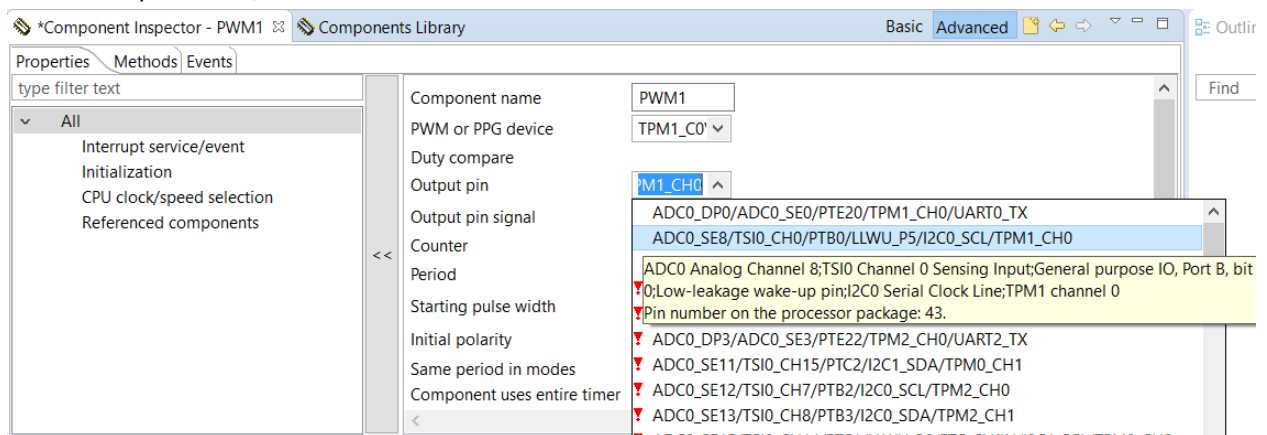 *Component Inspector - PWM1 Components Library Basic Advanced Outlin
Properties Methods Events
type filter text
Find
All
Interrupt service/event
Initialization
CPU clock/speed selection
Referenced components
<<
Component name PWM1
PWM or PPG device TPM1_C0V
Duty compare
Output pin PM1_CH0
Output pin signal
Counter
Period
Starting pulse width
Initial polarity
Same period in modes
Component uses entire timer
<
ADC0_DP0/ADC0_SE0/PTE20/TPM1_CH0/UART0_TX
ADC0_SE8/TSI0_CH0/PTB0/LLWU_P5/I2C0_SCL/TPM1_CH0
ADC0 Analog Channel 8;TSI0 Channel 0 Sensing Input;General purpose IO, Port B, bit
0;Low-leakage wake-up pin;I2C0 Serial Clock Line;TPM1 channel 0
Pin number on the processor package: 43.
ADC0_DP3/ADC0_SE3/PTE22/TPM2_CH0/UART2_TX
ADC0_SE11/TSI0_CH15/PTC2/I2C1_SDA/TPM0_CH1
ADC0_SE12/TSI0_CH7/PTB2/I2C0_SCL/TPM2_CH0
ADC0_SE13/TSI0_CH8/PTB3/I2C0_SDA/TPM2_CH1